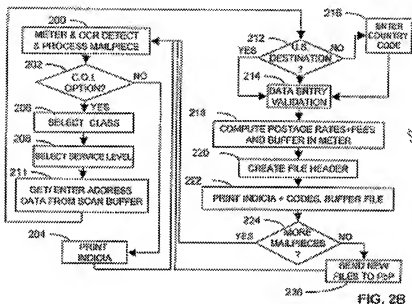 200
METER & OCR DETECT
& PROCESS MAILPIECE
202
C.O.I.
OPTION?
NO
YES
206
SELECT CLASS
208
SELECT SERVICE LEVEL
211
GET/ENTER ADDRESS
DATA FROM SCAN BUFFER
204
PRINT
INDICIA
212
U.S.
DESTINATION
?
YES
NO
216
ENTER
COUNTRY
CODE
214
DATA ENTRY
VALIDATION
218
COMPUTE POSTAGE RATES+FEES
AND BUFFER IN METER
220
CREATE FILE HEADER
222
PRINT INDICIA + CODES, BUFFER FILE
224
MORE
MAILPIECES
?
YES
NO
SEND NEW
FILES TO PSP
226
FIG. 2B